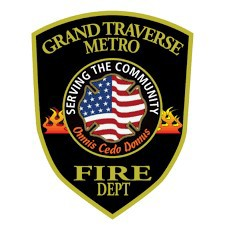 GRAND TRAVERSE
METRO
SERVING THE COMMUNITY
Omnis Cedo Domus
FIRE
DEPT